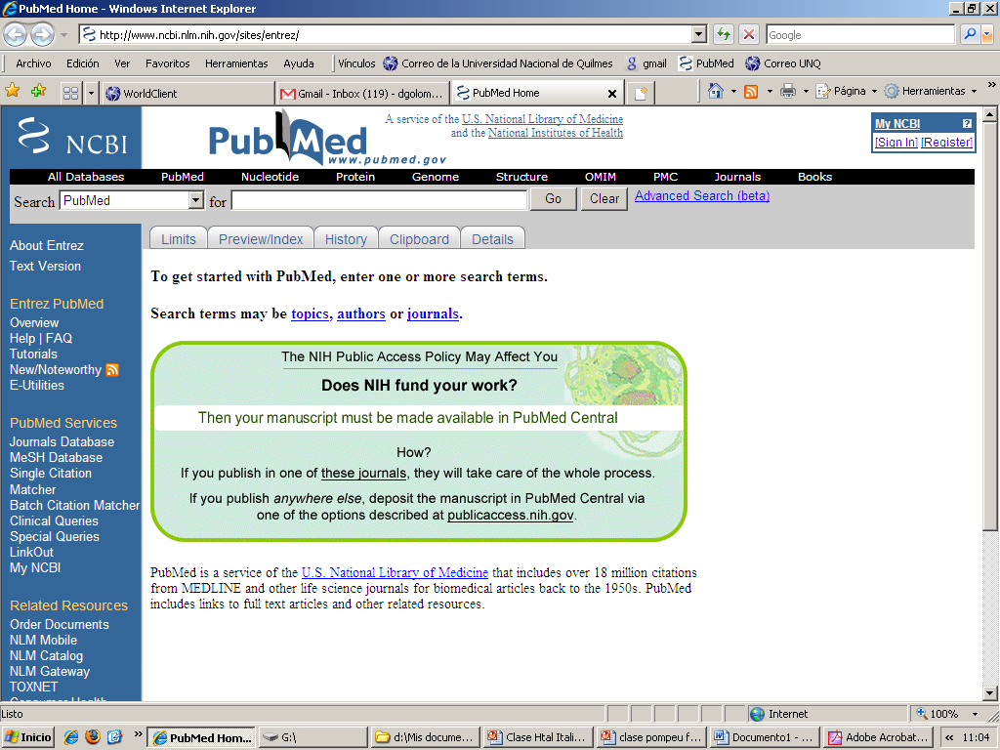 PubMed Home - Windows Internet Explorer
http://www.ncbi.nlm.nih.gov/sites/entrez/
Google
Archivo Edición Ver Favoritos Herramientas Ayuda Vínculos Correo de la Universidad Nacional de Quilmes gmail PubMed Correo UNQ
WorldClient Gmail - Inbox (119) - dgolom... PubMed Home Página Herramientas
NCBI
PubMed
www.pubmed.gov
A service of the U.S. National Library of Medicine
and the National Institutes of Health
My NCBI
[Sign In] [Register]
All Databases PubMed Nucleotide Protein Genome Structure OMIM PMC Journals Books
Search PubMed for Go Clear Advanced Search (beta)
Limits Preview/Index History Clipboard Details
About Entrez
Text Version
Entrez PubMed
Overview
Help | FAQ
Tutorials
New/Noteworthy
E-Utilities
PubMed Services
Journals Database
MeSH Database
Single Citation
Matcher
Batch Citation Matcher
Clinical Queries
Special Queries
LinkOut
My NCBI
Related Resources
Order Documents
NLM Mobile
NLM Catalog
NLM Gateway
TOXNET
Consumer Health
To get started with PubMed, enter one or more search terms.
Search terms may be topics, authors or journals.
The NIH Public Access Policy May Affect You
Does NIH fund your work?
Then your manuscript must be made available in PubMed Central
How?
If you publish in one of these journals, they will take care of the whole process.
If you publish anywhere else, deposit the manuscript in PubMed Central via
one of the options described at publicaccess.nih.gov.
PubMed is a service of the U.S. National Library of Medicine that includes over 18 million citations
from MEDLINE and other life science journals for biomedical articles back to the 1950s. PubMed
includes links to full text articles and other related resources.
Listo Internet 100%
Inicio PubMed Hom... G:\ d:\Mis docume... Clase Htal Itali... clase pompeu f... Documento1 - ... Adobe Acrobat... 11:04